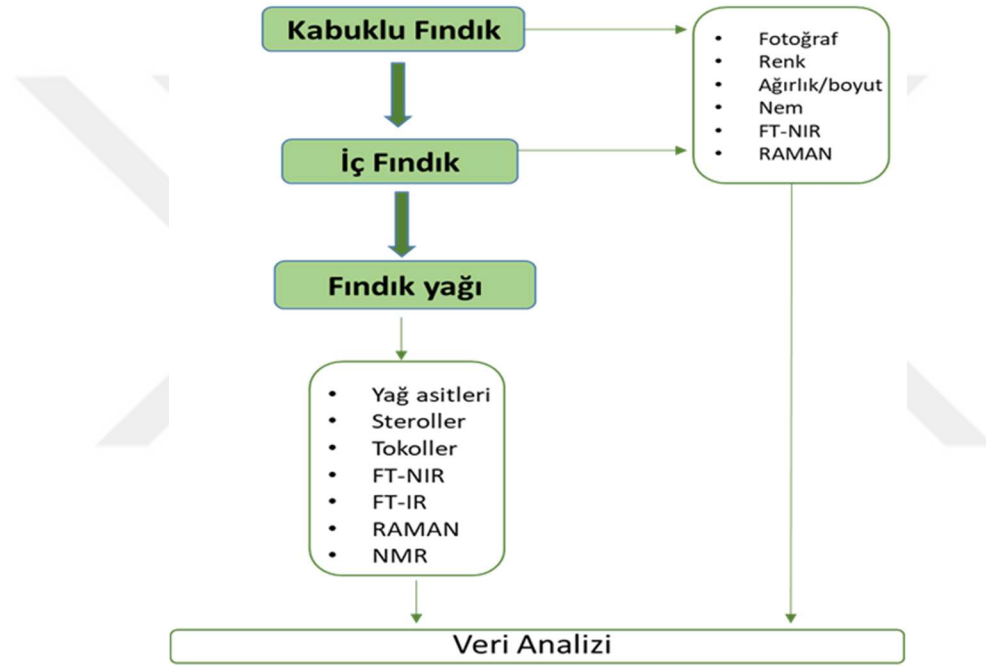 Kabuklu Fındık
• Fotoğraf
• Renk
• Ağırlık/boyut
• Nem
• FT-NIR
• RAMAN
İç Fındık
Fındık yağı
• Yağ asitleri
• Steroller
• Tokoller
• FT-NIR
• FT-IR
• RAMAN
• NMR
Veri Analizi